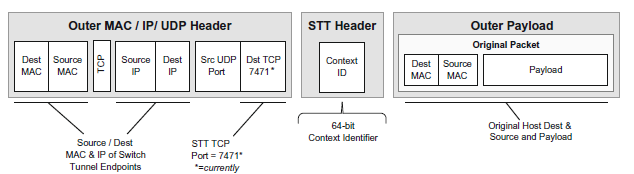 Outer MAC / IP/ UDP Header
STT Header
Outer Payload
Original Packet
Dest
MAC
Source
MAC
TCP
Source
IP
Dest
IP
Src UDP
Port
Dst TCP
7471*
Context
ID
Dest
MAC
Source
MAC
Payload
Source / Dest
MAC & IP of Switch
Tunnel Endpoints
STT TCP
Port = 7471*
*=currently
64-bit
Context Identifier
Original Host Dest &
Source and Payload